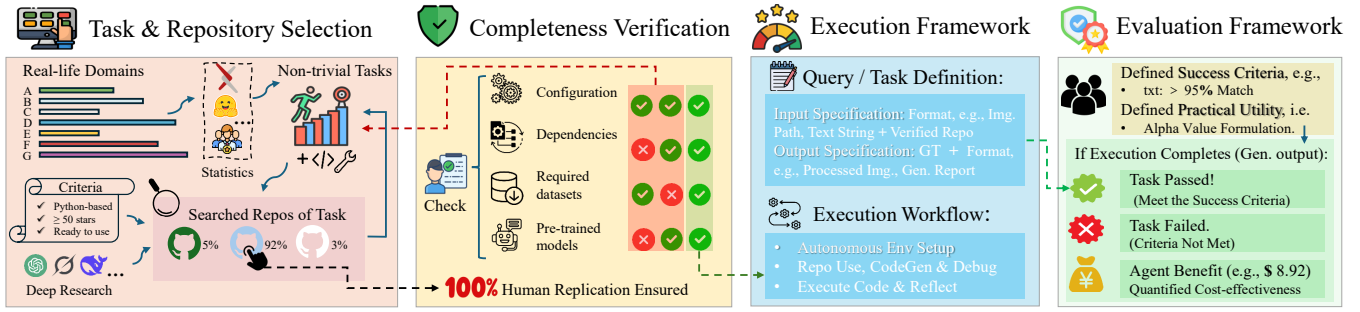 Task & Repository Selection
Real-life Domains
A
B
C
D
E
F
G
...
Statistics
Non-trivial Tasks
+</>
Criteria
✓ Python-based
✓ ≥ 50 stars
✓ Ready to use
Deep Research
...
Searched Repos of Task
5%
92%
3%
Completeness Verification
Check
Configuration
Dependencies
Required
datasets
Pre-trained
models
100% Human Replication Ensured
Execution Framework
Query / Task Definition:
Input Specification: Format, e.g., Img.
Path, Text String + Verified Repo
Output Specification: GT + Format,
e.g., Processed Img., Gen. Report
Execution Workflow:
• Autonomous Env Setup
• Repo Use, CodeGen & Debug
• Execute Code & Reflect
Evaluation Framework
Defined Success Criteria, e.g.,
• txt: > 95% Match
Defined Practical Utility, i.e.
• Alpha Value Formulation.
If Execution Completes (Gen. output):
Task Passed!
(Meet the Success Criteria)
Task Failed.
(Criteria Not Met)
¥
Agent Benefit (e.g., $ 8.92)
Quantified Cost-effectiveness